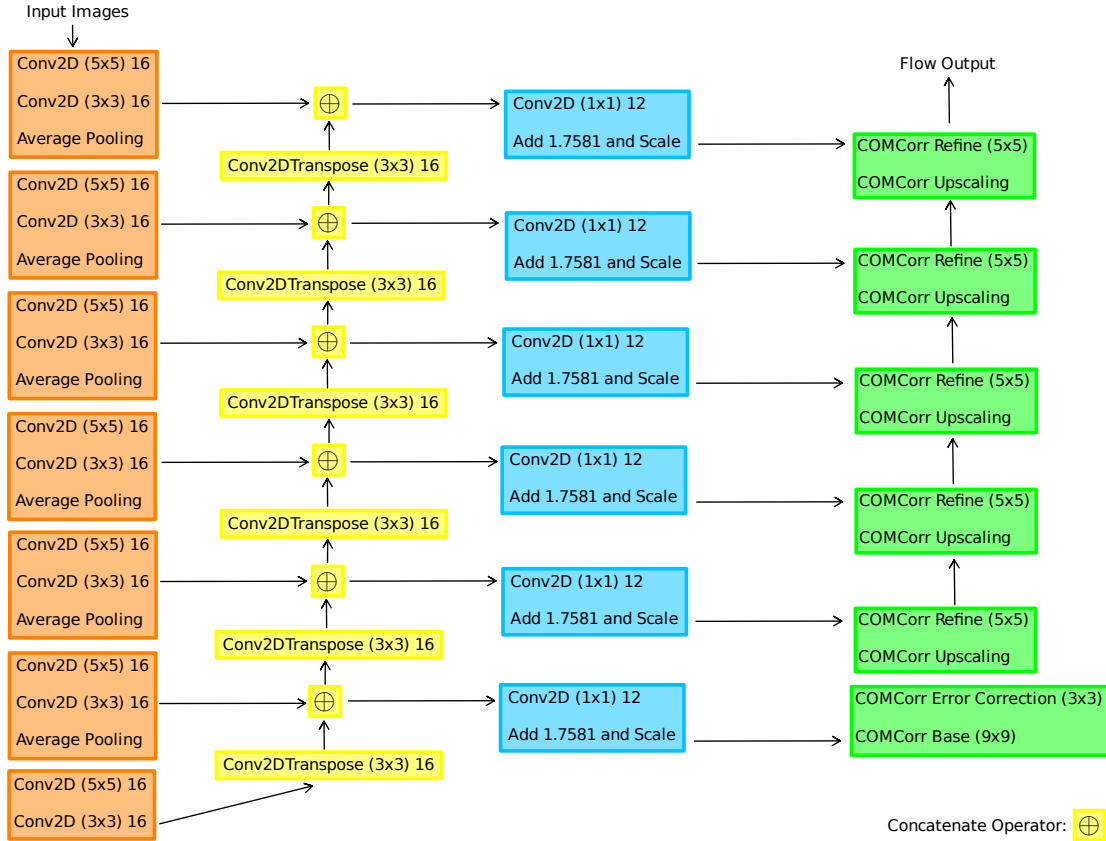 Input Images
Conv2D (5x5) 16
Conv2D (3x3) 16
Average Pooling
Conv2D (5x5) 16
Conv2D (3x3) 16
Average Pooling
Conv2D (5x5) 16
Conv2D (3x3) 16
Average Pooling
Conv2D (5x5) 16
Conv2D (3x3) 16
Average Pooling
Conv2D (5x5) 16
Conv2D (3x3) 16
Average Pooling
Conv2D (5x5) 16
Conv2D (3x3) 16
Average Pooling
Conv2D (5x5) 16
Conv2D (3x3) 16
⊕
Conv2DTranspose (3x3) 16
⊕
Conv2DTranspose (3x3) 16
⊕
Conv2DTranspose (3x3) 16
⊕
Conv2DTranspose (3x3) 16
⊕
Conv2DTranspose (3x3) 16
⊕
Conv2DTranspose (3x3) 16
Conv2D (1x1) 12
Add 1.7581 and Scale
Conv2D (1x1) 12
Add 1.7581 and Scale
Conv2D (1x1) 12
Add 1.7581 and Scale
Conv2D (1x1) 12
Add 1.7581 and Scale
Conv2D (1x1) 12
Add 1.7581 and Scale
Conv2D (1x1) 12
Add 1.7581 and Scale
Flow Output
COMCorr Refine (5x5)
COMCorr Upscaling
COMCorr Refine (5x5)
COMCorr Upscaling
COMCorr Refine (5x5)
COMCorr Upscaling
COMCorr Refine (5x5)
COMCorr Upscaling
COMCorr Refine (5x5)
COMCorr Upscaling
COMCorr Error Correction (3x3)
COMCorr Base (9x9)
Concatenate Operator: ⊕